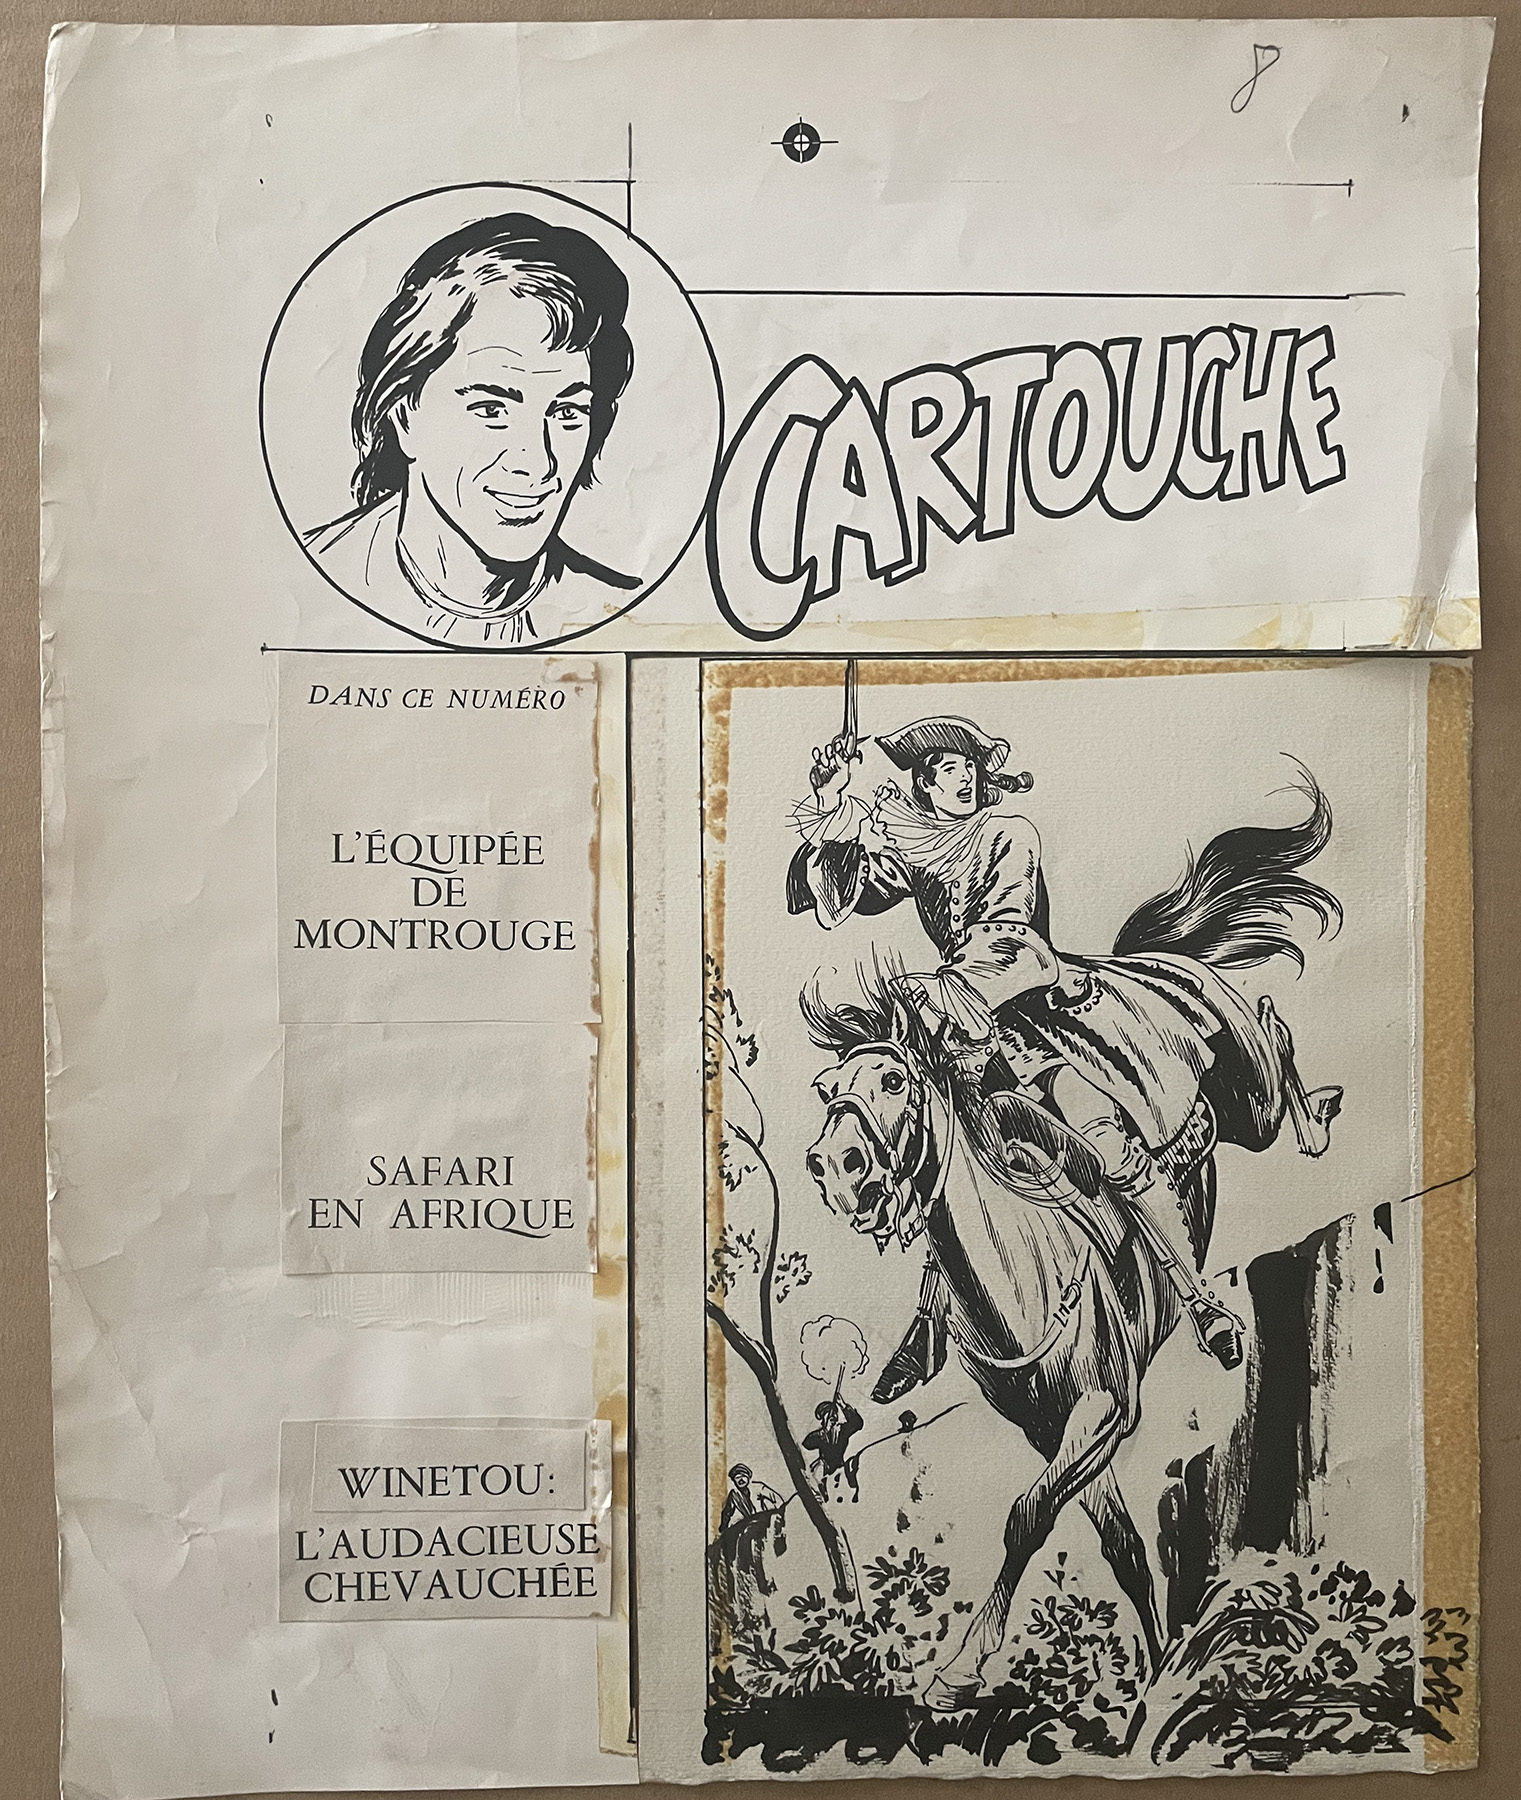 8
CARTOUCHE
DANS CE NUMÉRO
L'ÉQUIPÉE
DE
MONTROUGE
SAFARI
EN AFRIQUE
WINETOU:
L'AUDACIEUSE
CHEVAUCHÉE